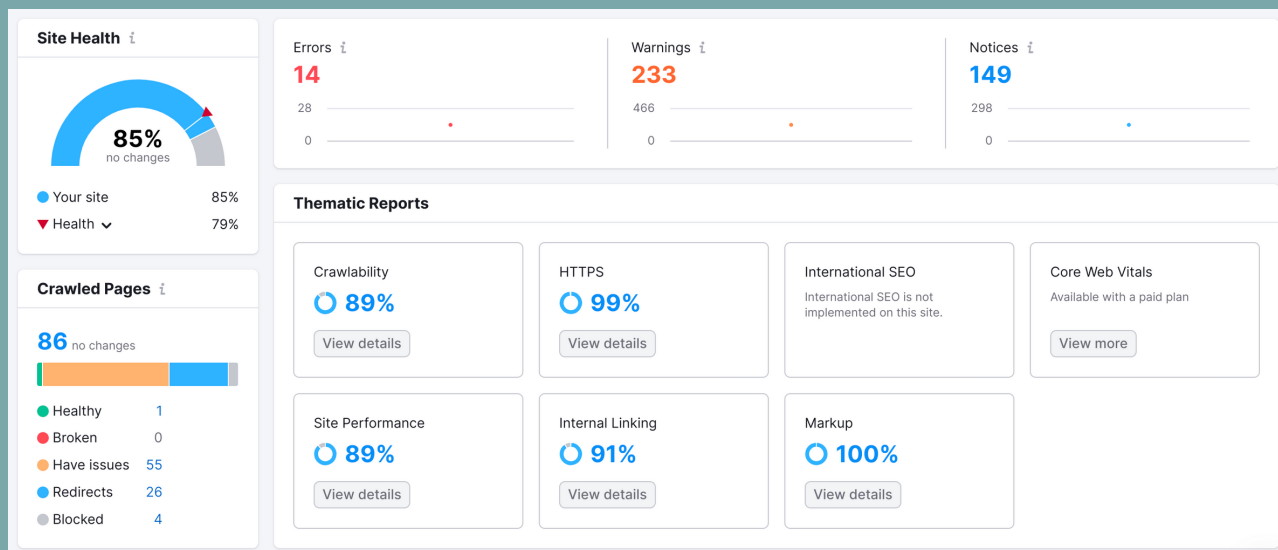 Site Health i
85%
no changes
Your site 85%
Health 79%
Crawled Pages i
86 no changes
Healthy 1
Broken 0
Have issues 55
Redirects 26
Blocked 4
Errors i
14
28
0
Warnings i
233
466
0
Notices i
149
298
0
Thematic Reports
Crawlability
89%
View details
HTTPS
99%
View details
International SEO
International SEO is not
implemented on this site.
Core Web Vitals
Available with a paid plan
View more
Site Performance
89%
View details
Internal Linking
91%
View details
Markup
100%
View details